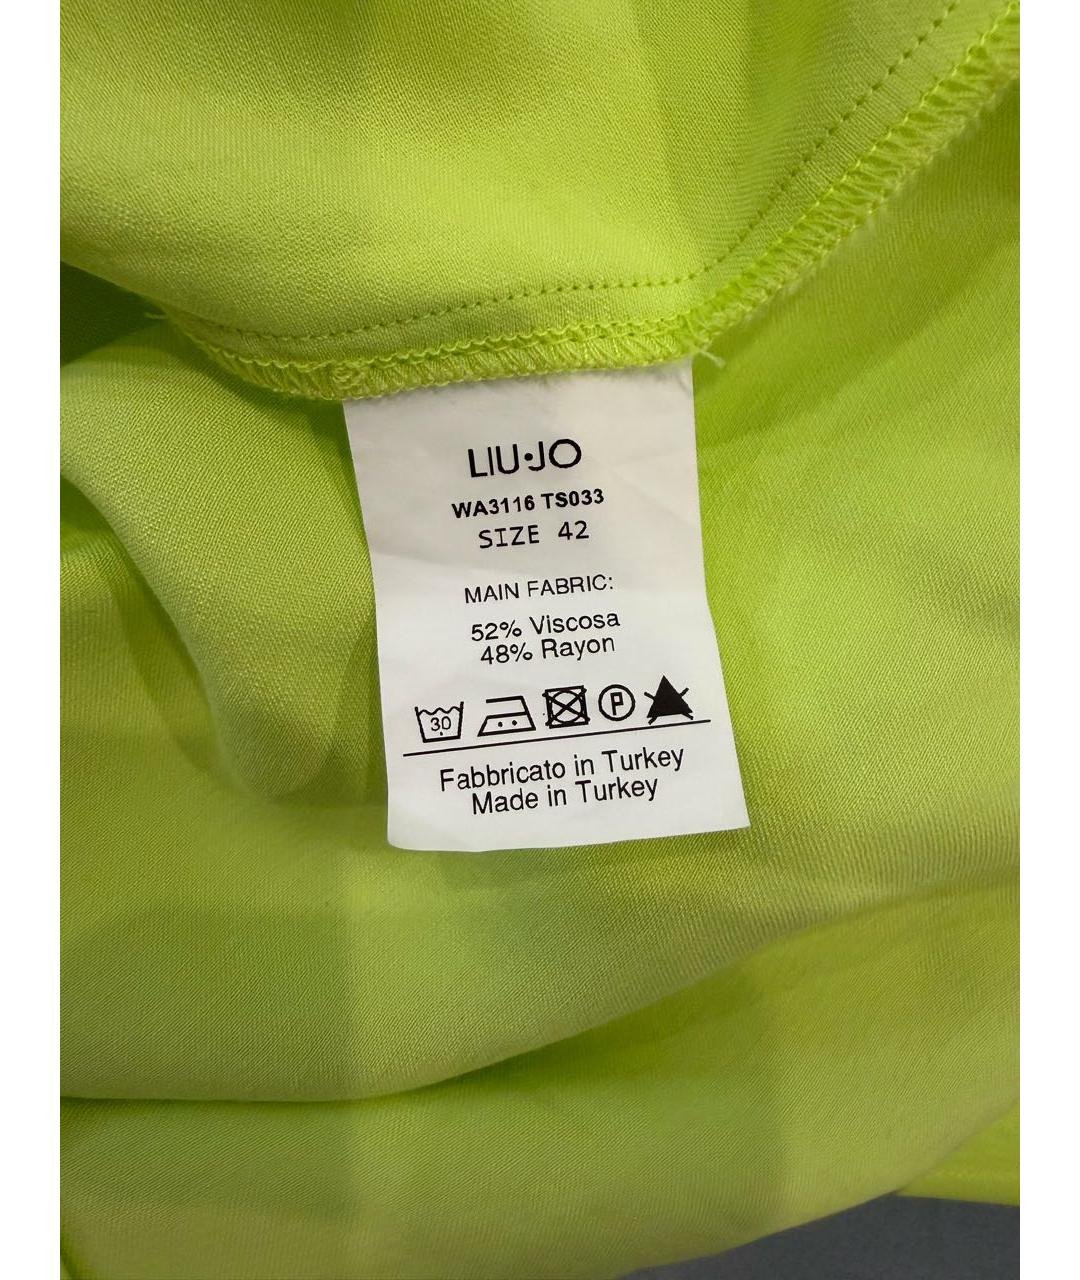 LIU·JO
WA3116 TS033
SIZE 42
MAIN FABRIC:
52% Viscosa
48% Rayon
30
P
Fabbricato in Turkey
Made in Turkey